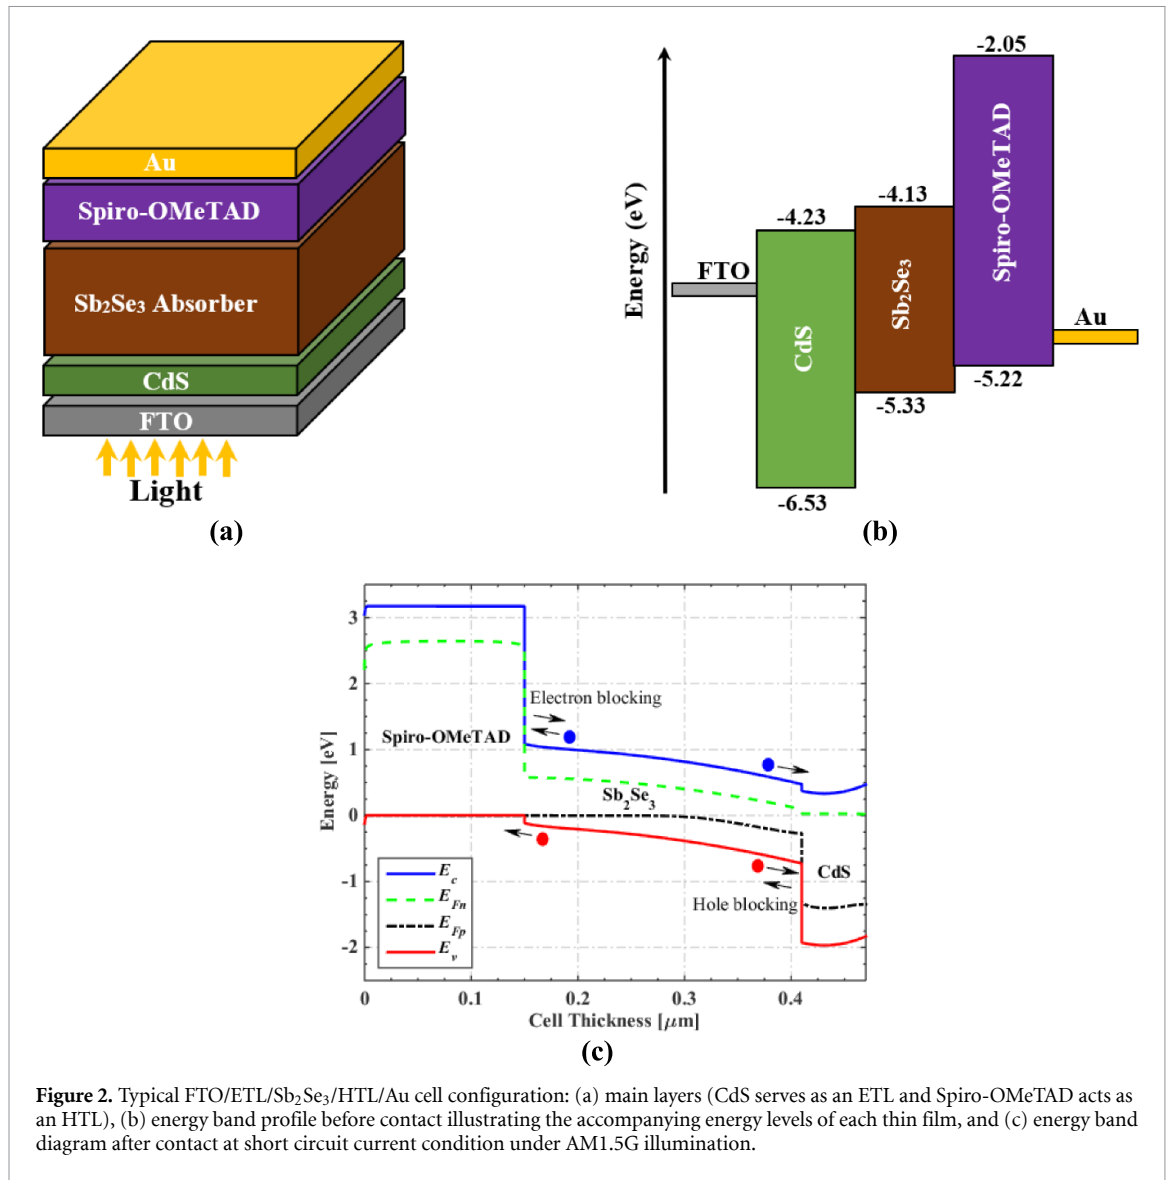 Au
Spiro-OMeTAD
Sb₂Se₃ Absorber
CdS
FTO
Light
(a)
Energy (eV)
FTO
-4.23
CdS
-6.53
-4.13
Sb₂Se₃
-5.33
-2.05
Spiro-OMeTAD
-5.22
Au
(b)
Energy [eV]
3
2
1
0
-1
-2
Electron blocking
Spiro-OMeTAD
Sb₂Se₃
CdS
Hole blocking
E_c
E_Fn
E_Fp
E_v
0 0.1 0.2 0.3 0.4
Cell Thickness [μm]
(c)
Figure 2. Typical FTO/ETL/Sb₂Se₃/HTL/Au cell configuration: (a) main layers (CdS serves as an ETL and Spiro-OMeTAD acts as
an HTL), (b) energy band profile before contact illustrating the accompanying energy levels of each thin film, and (c) energy band
diagram after contact at short circuit current condition under AM1.5G illumination.